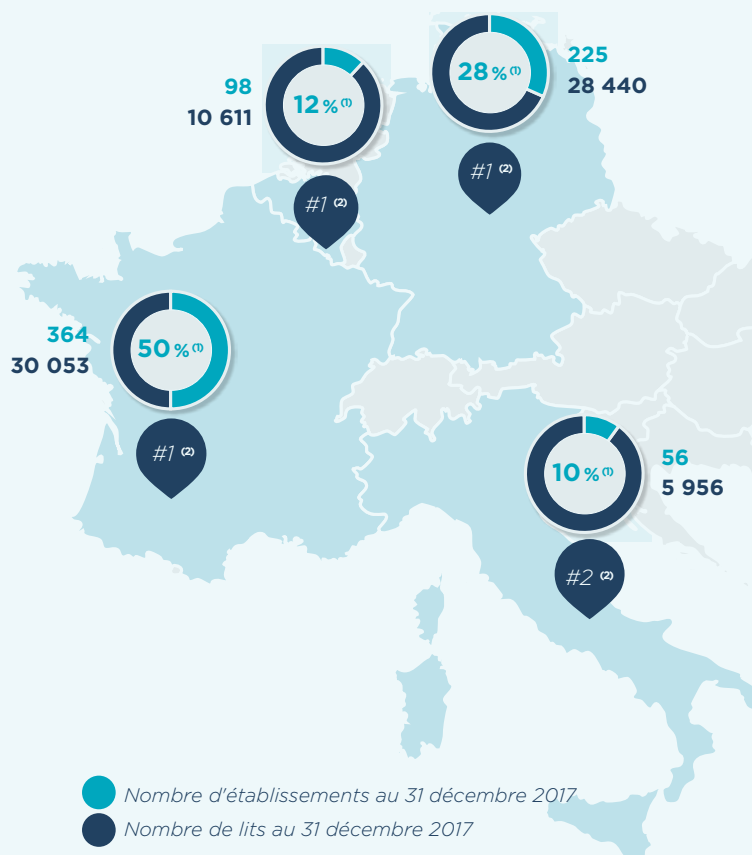 28 % (1)
225
28 440
98
10 611
12 % (1)
#1 (2)
#1 (2)
364
30 053
50 % (1)
#1 (2)
10 % (1)
56
5 956
#2 (2)
Nombre d'établissements au 31 décembre 2017
Nombre de lits au 31 décembre 2017